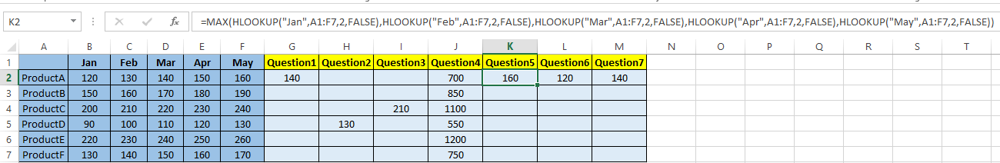 K2 fx =MAX(HLOOKUP("Jan",A1:F7,2,FALSE),HLOOKUP("Feb",A1:F7,2,FALSE),HLOOKUP("Mar",A1:F7,2,FALSE),HLOOKUP("Apr",A1:F7,2,FALSE),HLOOKUP("May",A1:F7,2,FALSE))
A B C D E F G H I J K L M N O P Q R S T
1 Jan Feb Mar Apr May Question1 Question2 Question3 Question4 Question5 Question6 Question7
2 ProductA 120 130 140 150 160 140 700 160 120 140
3 ProductB 150 160 170 180 190 850
4 ProductC 200 210 220 230 240 210 1100
5 ProductD 90 100 110 120 130 130 550
6 ProductE 220 230 240 250 260 1200
7 ProductF 130 140 150 160 170 750